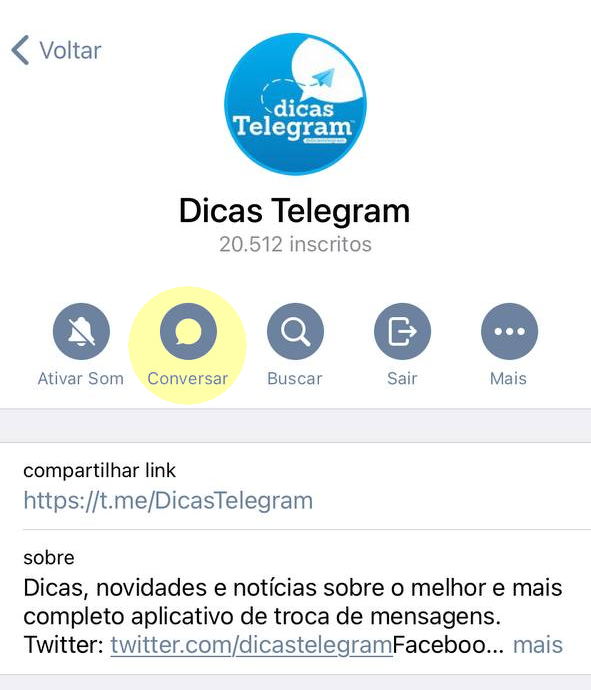 Voltar
dicas
Telegram
Dicas Telegram
20.512 inscritos
Ativar Som
Conversar
Buscar
Sair
Mais
compartilhar link
https://t.me/DicasTelegram
sobre
Dicas, novidades e notícias sobre o melhor e mais
completo aplicativo de troca de mensagens.
Twitter: twitter.com/dicastelegramFaceboo... mais